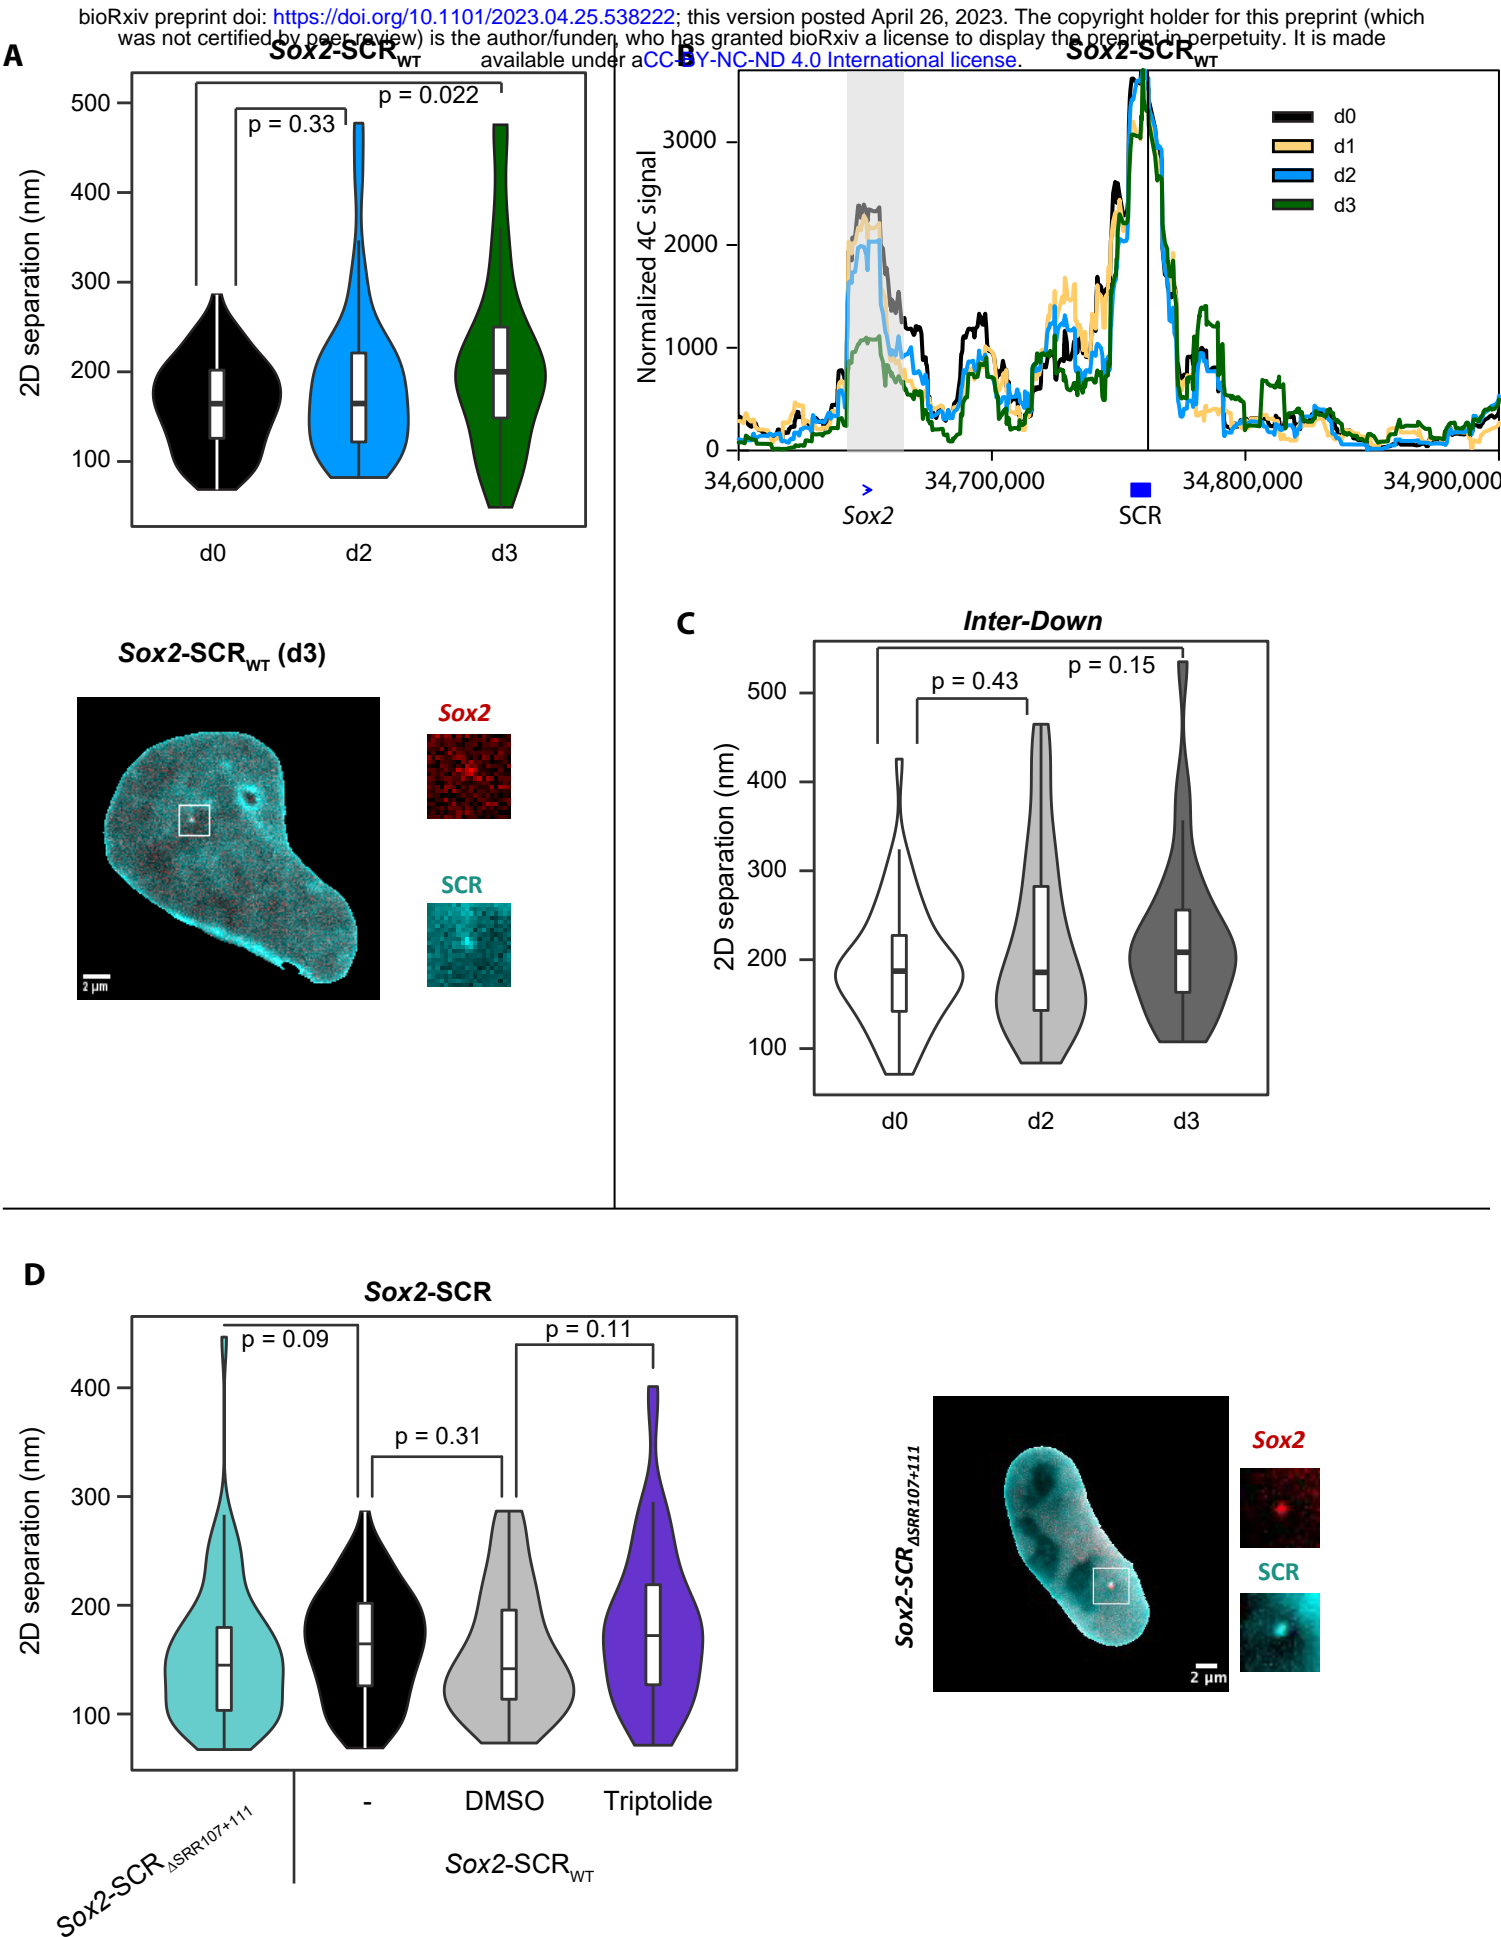 bioRxiv preprint doi: https://doi.org/10.1101/2023.04.25.538222; this version posted April 26, 2023. The copyright holder for this preprint (which
was not certified by peer review) is the author/funder, who has granted bioRxiv a license to display the preprint in perpetuity. It is made
available under aCC-BY-NC-ND 4.0 International license.
A
Sox2-SCRWT
2D separation (nm)
500
400
300
200
100
p = 0.022
p = 0.33
d0
d2
d3
Sox2-SCRWT (d3)
Sox2
SCR
2 μm
B
Sox2-SCRWT
Normalized 4C signal
3000
2000
1000
0
d0
d1
d2
d3
34,600,000
34,700,000
34,800,000
34,900,000
>
Sox2
SCR
C
Inter-Down
2D separation (nm)
500
400
300
200
100
p = 0.15
p = 0.43
d0
d2
d3
D
Sox2-SCR
2D separation (nm)
400
300
200
100
p = 0.09
p = 0.11
p = 0.31
-
DMSO
Triptolide
Sox2-SCRΔSRR107+111
Sox2-SCRWT
Sox2-SCRΔSRR107+111
Sox2
SCR
2 μm